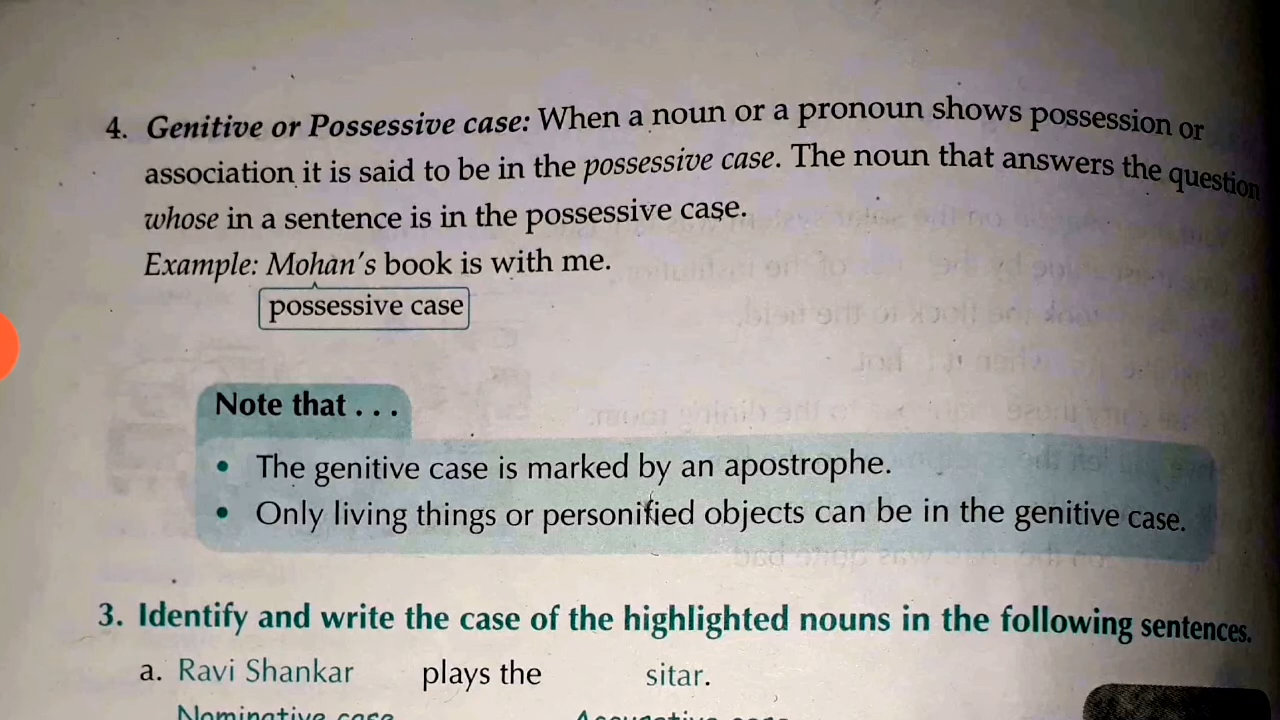 4. Genitive or Possessive case: When a noun or a pronoun shows possession or
association it is said to be in the possessive case. The noun that answers the question
whose in a sentence is in the possessive case.
Example: Mohan's book is with me.
possessive case
Note that . . .
• The genitive case is marked by an apostrophe.
• Only living things or personified objects can be in the genitive case.
3. Identify and write the case of the highlighted nouns in the following sentences.
a. Ravi Shankar plays the sitar.
Nominative case Accusative case